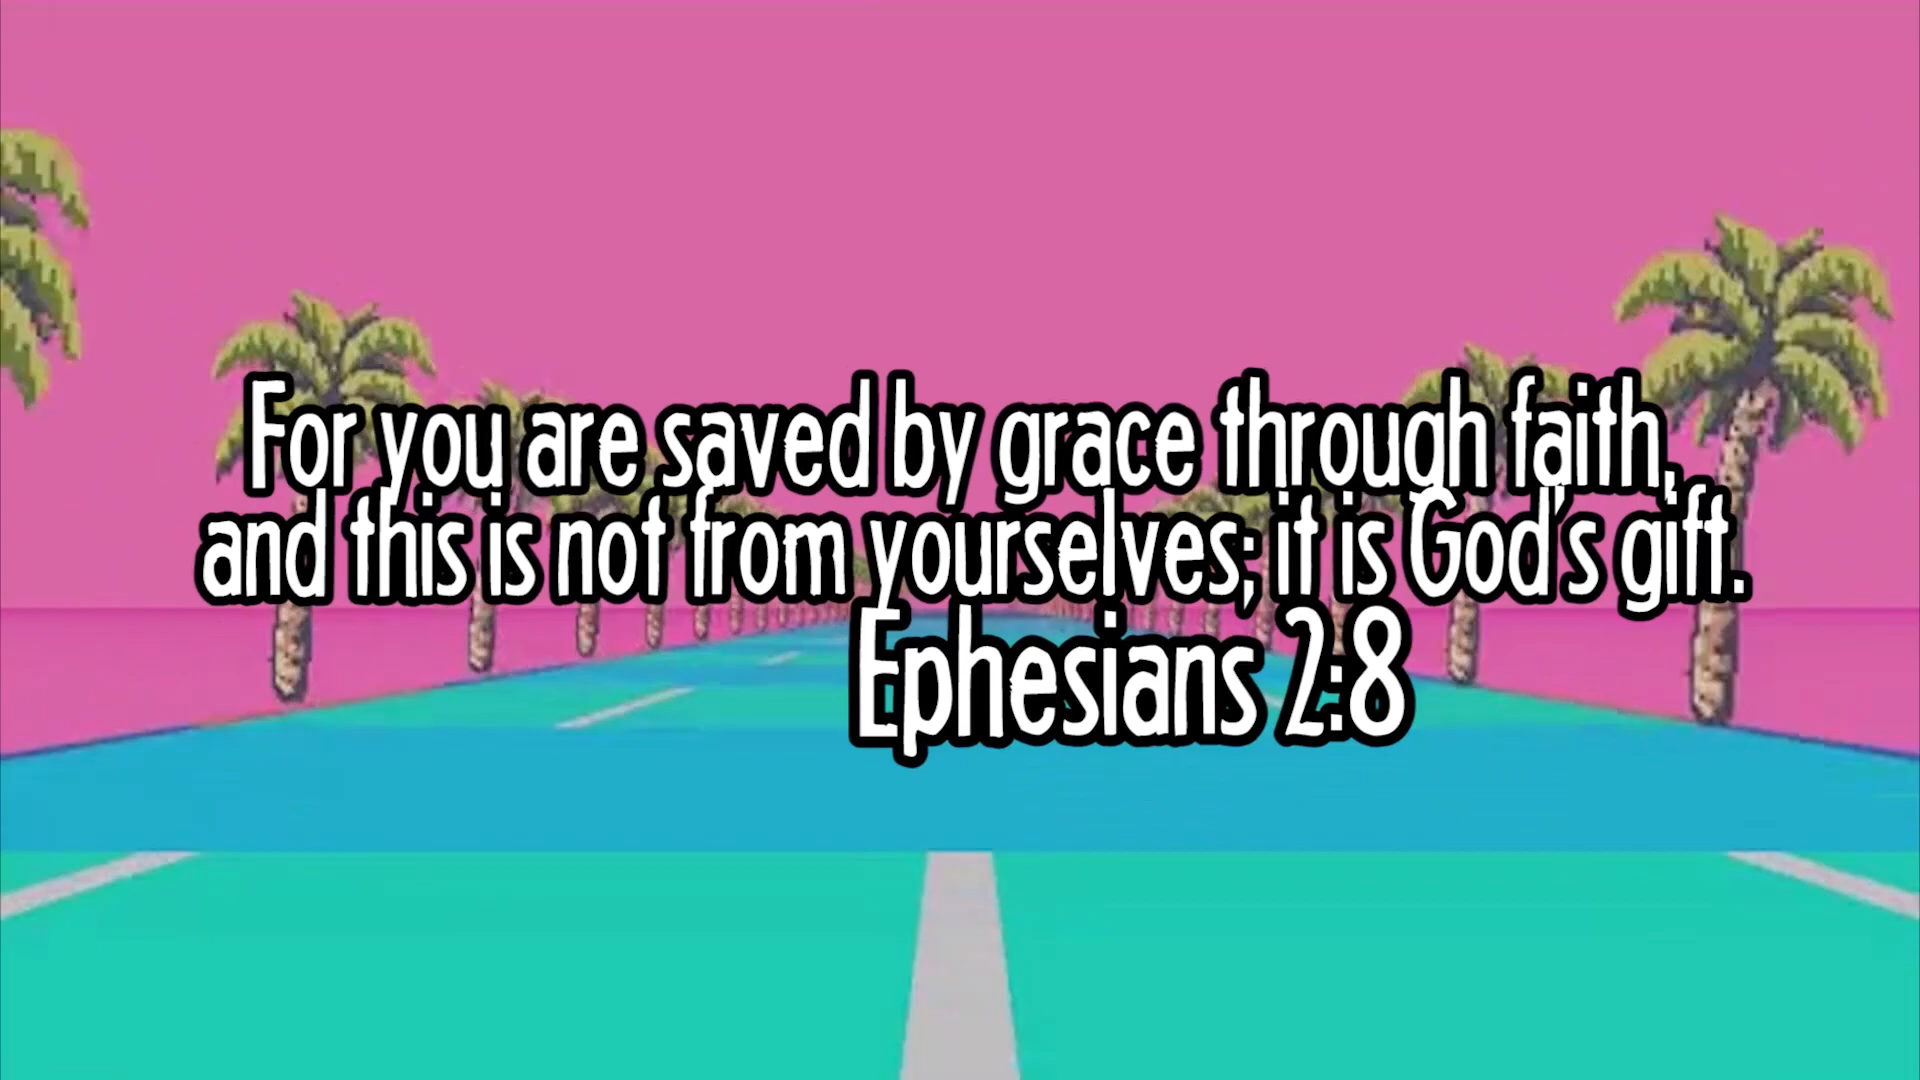 For you are saved by grace through faith,
and this is not from yourselves; it is God's gift.
Ephesians 2:8